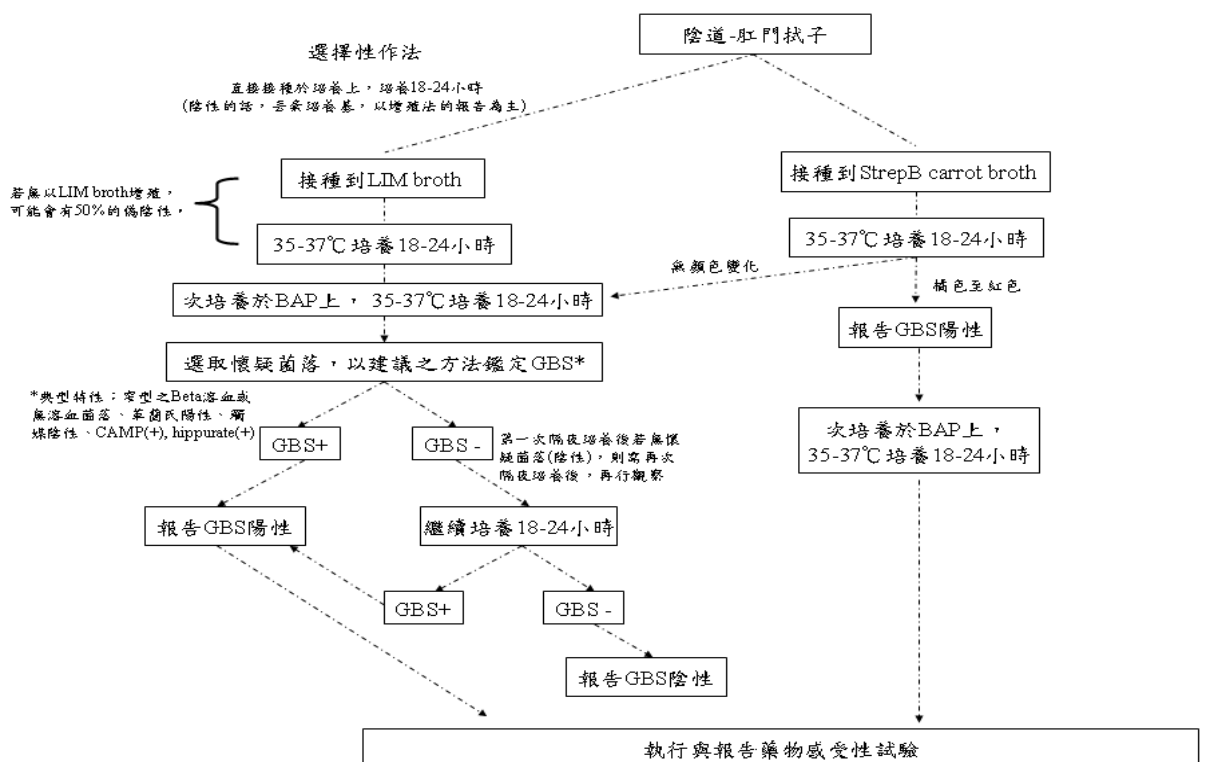 陰道-肛門拭子
選擇性作法
直接接種於培養上，培養18-24小時
(陰性的話，丟棄培養基，以增殖法的報告為主)
接種到LIM broth
接種到StrepB carrot broth
若無以LIM broth增殖，
可能會有50%的偽陰性，
35-37℃培養18-24小時
35-37℃培養18-24小時
無顏色變化
橘色至紅色
次培養於BAP上， 35-37℃培養18-24小時
報告GBS陽性
選取懷疑菌落，以建議之方法鑑定GBS*
*典型特性；窄型之Beta溶血或
無溶血菌落、革蘭氏陽性、觸
媒陰性、CAMP(+), hippurate(+)
GBS+
GBS -
第一次隔夜培養後若無懷
疑菌落(陰性)，則需再次
隔夜培養後，再行觀察
次培養於BAP上，
35-37℃培養18-24小時
報告GBS陽性
繼續培養18-24小時
GBS+
GBS -
報告GBS陰性
執行與報告藥物感受性試驗